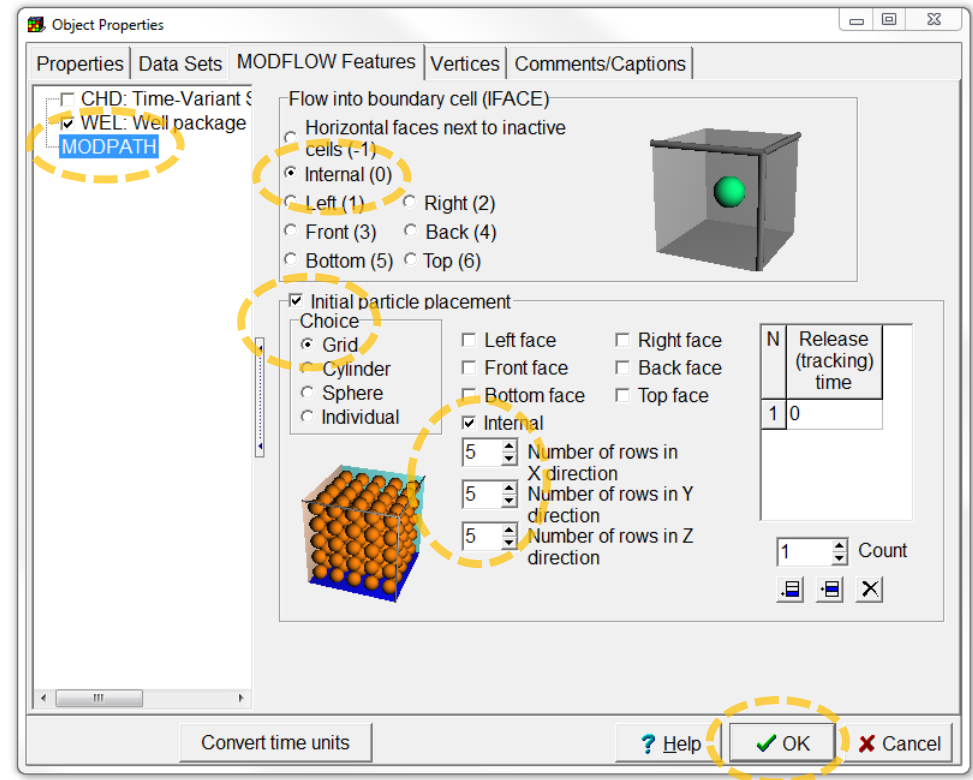 Object Properties
Properties
Data Sets
MODFLOW Features
Vertices
Comments/Captions
CHD: Time-Variant S
WEL: Well package
MODPATH
Flow into boundary cell (IFACE)
Horizontal faces next to inactive
cells (-1)
Internal (0)
Left (1)
Right (2)
Front (3)
Back (4)
Bottom (5)
Top (6)
Initial particle placement
Choice
Grid
Cylinder
Sphere
Individual
Left face
Right face
Front face
Back face
Bottom face
Top face
Internal
5
Number of rows in
X direction
5
Number of rows in Y
direction
5
Number of rows in Z
direction
N
Release
(tracking)
time
1
0
1
Count
Convert time units
? Help
OK
Cancel